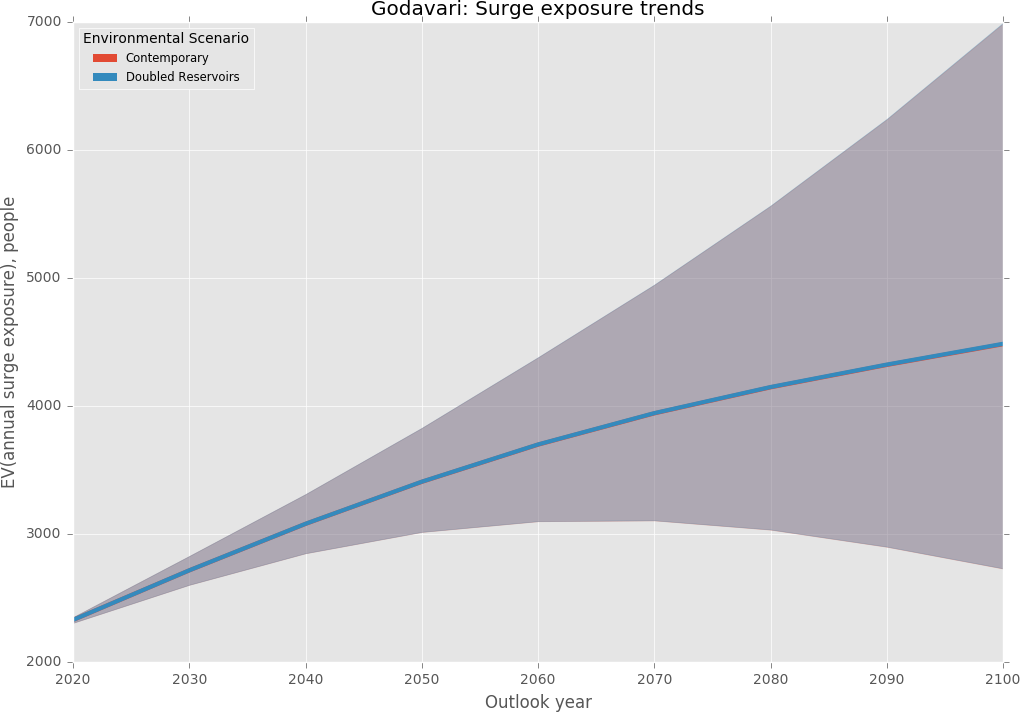 Godavari: Surge exposure trends
Environmental Scenario
Contemporary
Doubled Reservoirs
EV(annual surge exposure), people
7000
6000
5000
4000
3000
2000
2020 2030 2040 2050 2060 2070 2080 2090 2100
Outlook year